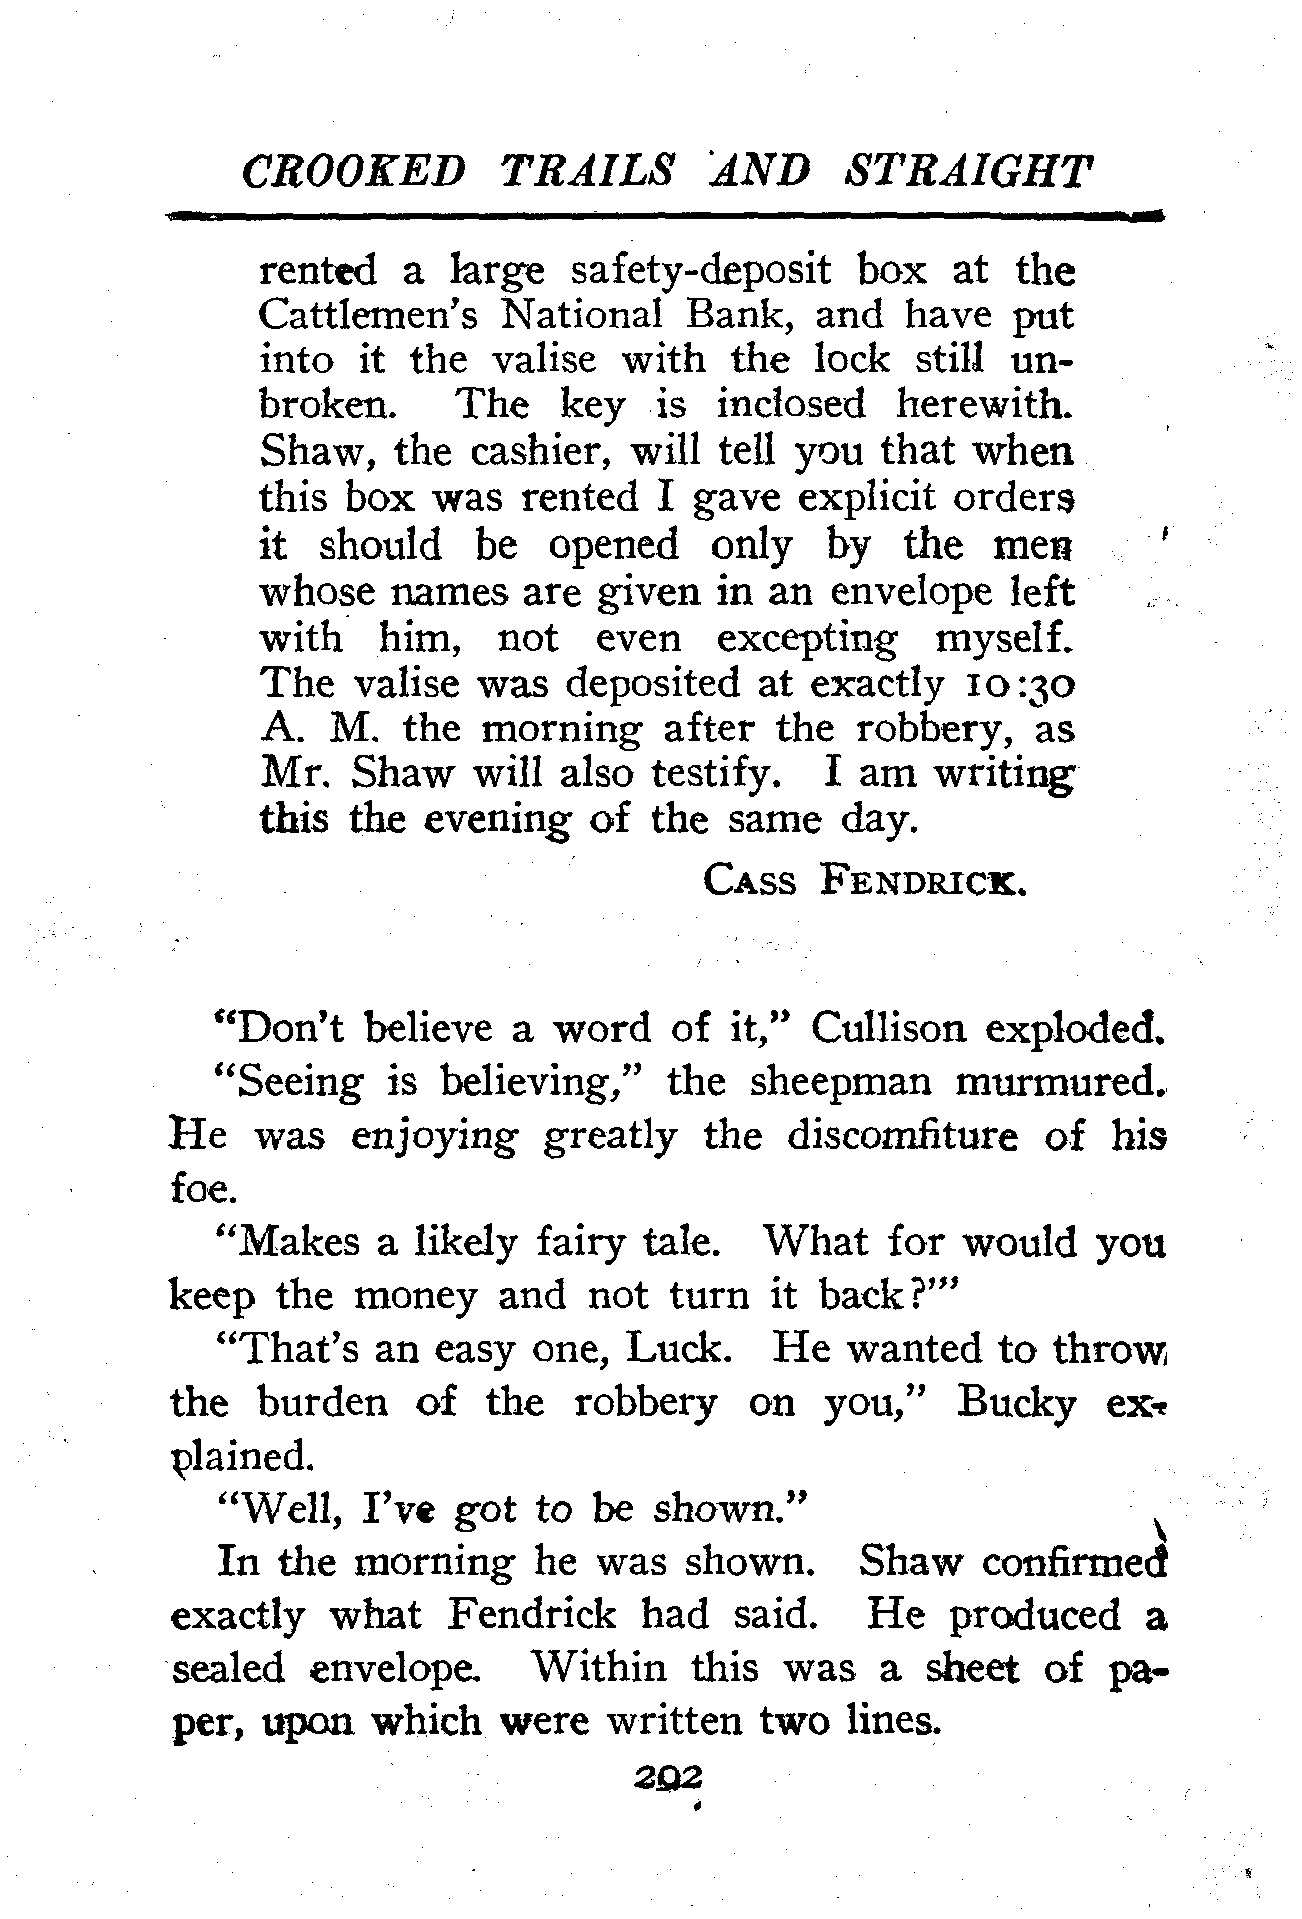 CROOKED TRAILS AND STRAIGHT
rented a large safety-deposit box at the
Cattlemen's National Bank, and have put
into it the valise with the lock still un-
broken. The key is inclosed herewith.
Shaw, the cashier, will tell you that when
this box was rented I gave explicit orders
it should be opened only by the men
whose names are given in an envelope left
with him, not even excepting myself.
The valise was deposited at exactly 10:30
A. M. the morning after the robbery, as
Mr. Shaw will also testify. I am writing
this the evening of the same day.
CASS FENDRICK.
“Don't believe a word of it,” Cullison exploded.
“Seeing is believing,” the sheepman murmured.
He was enjoying greatly the discomfiture of his
foe.
“Makes a likely fairy tale. What for would you
keep the money and not turn it back?'”
“That's an easy one, Luck. He wanted to throw
the burden of the robbery on you,” Bucky ex-
plained.
“Well, I've got to be shown.”
In the morning he was shown. Shaw confirmed
exactly what Fendrick had said. He produced a
sealed envelope. Within this was a sheet of pa-
per, upon which were written two lines.
292